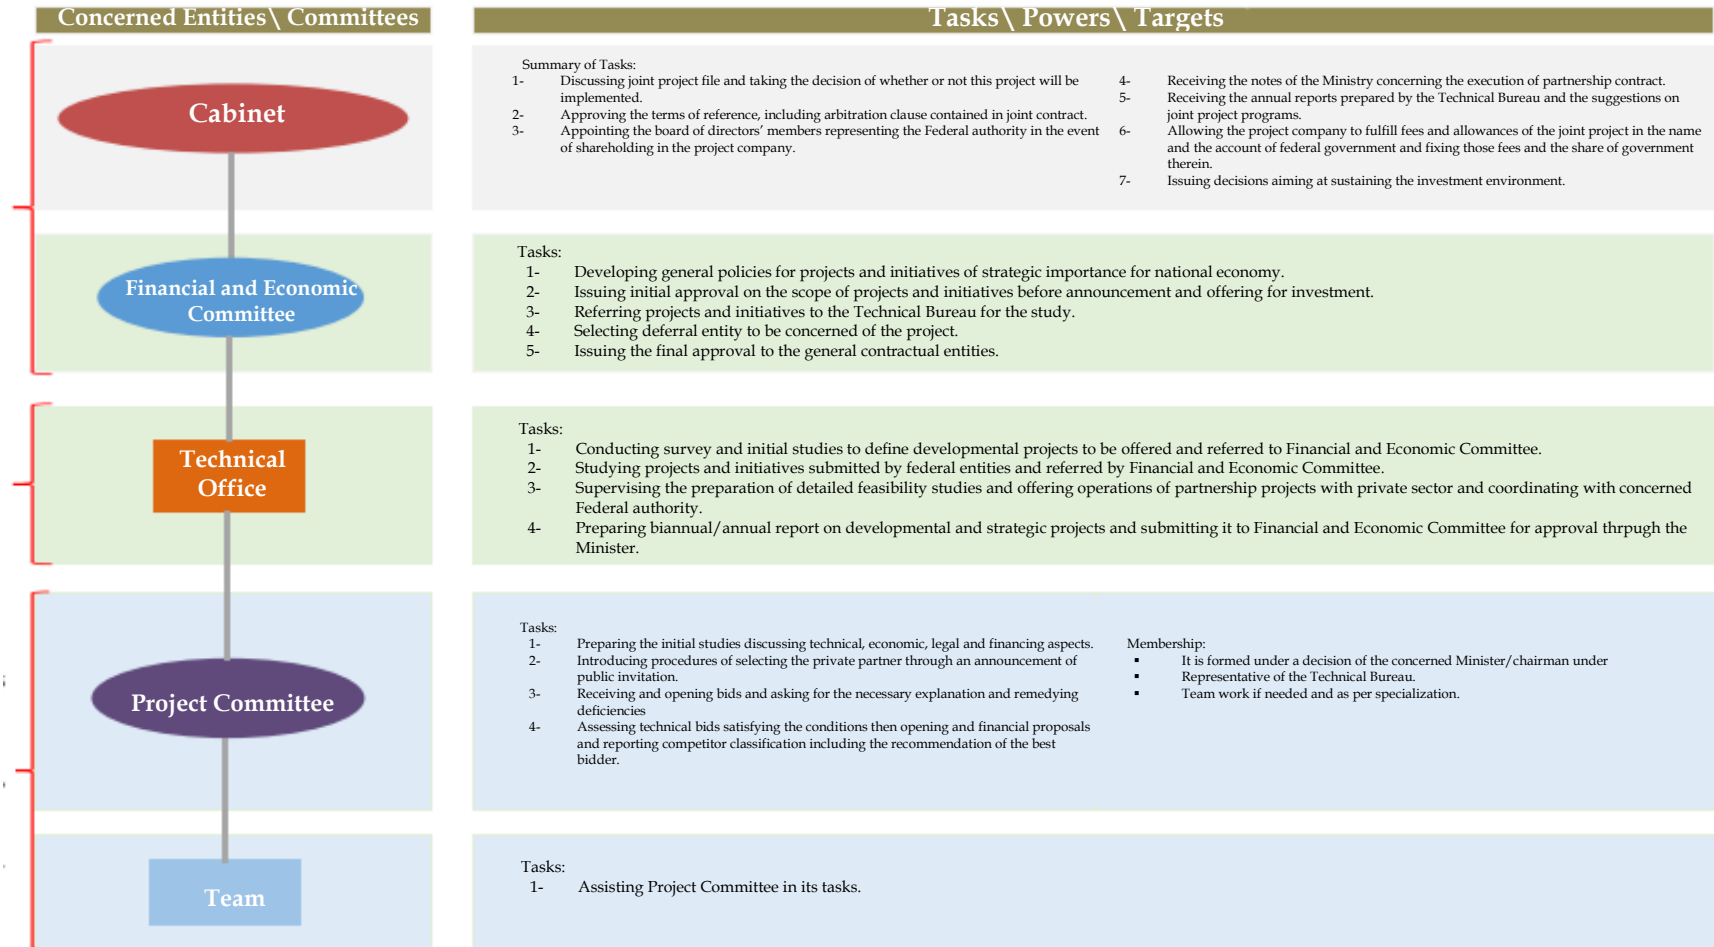 Concerned Entities\ Committees
Tasks\ Powers\ Targets
Cabinet
Summary of Tasks:
1- Discussing joint project file and taking the decision of whether or not this project will be
implemented.
2- Approving the terms of reference, including arbitration clause contained in joint contract.
3- Appointing the board of directors’ members representing the Federal authority in the event
of shareholding in the project company.
4- Receiving the notes of the Ministry concerning the execution of partnership contract.
5- Receiving the annual reports prepared by the Technical Bureau and the suggestions on
joint project programs.
6- Allowing the project company to fulfill fees and allowances of the joint project in the name
and the account of federal government and fixing those fees and the share of government
therein.
7- Issuing decisions aiming at sustaining the investment environment.
Financial and Economic
Committee
Tasks:
1- Developing general policies for projects and initiatives of strategic importance for national economy.
2- Issuing initial approval on the scope of projects and initiatives before announcement and offering for investment.
3- Referring projects and initiatives to the Technical Bureau for the study.
4- Selecting deferral entity to be concerned of the project.
5- Issuing the final approval to the general contractual entities.
Technical
Office
Tasks:
1- Conducting survey and initial studies to define developmental projects to be offered and referred to Financial and Economic Committee.
2- Studying projects and initiatives submitted by federal entities and referred by Financial and Economic Committee.
3- Supervising the preparation of detailed feasibility studies and offering operations of partnership projects with private sector and coordinating with concerned
Federal authority.
4- Preparing biannual/annual report on developmental and strategic projects and submitting it to Financial and Economic Committee for approval thrpugh the
Minister.
Project Committee
Tasks:
1- Preparing the initial studies discussing technical, economic, legal and financing aspects.
2- Introducing procedures of selecting the private partner through an announcement of
public invitation.
3- Receiving and opening bids and asking for the necessary explanation and remedying
deficiencies
4- Assessing technical bids satisfying the conditions then opening and financial proposals
and reporting competitor classification including the recommendation of the best
bidder.
Membership:
▪ It is formed under a decision of the concerned Minister/chairman under
▪ Representative of the Technical Bureau.
▪ Team work if needed and as per specialization.
Team
Tasks:
1- Assisting Project Committee in its tasks.